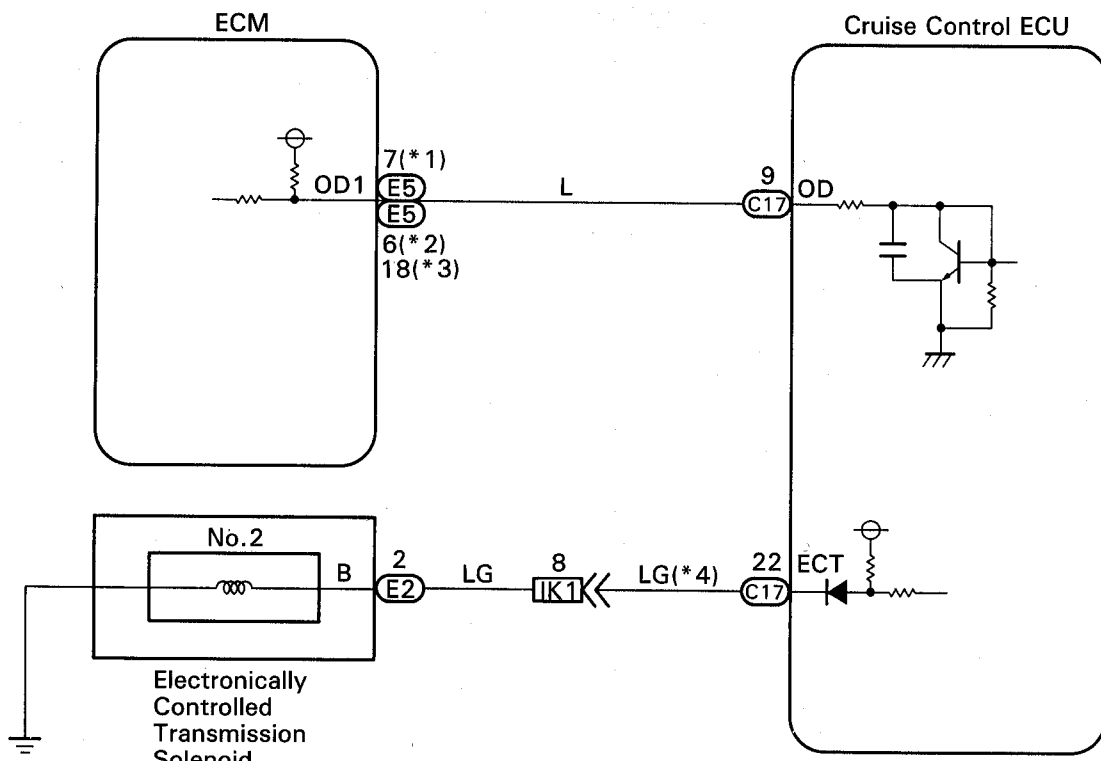 ECM
Cruise Control ECU
7(*1)
OD1
E5
L
9
C17
OD
E5
6(*2)
18(*3)
No.2
B
2
E2
LG
8
IK1
LG(*4)
22
C17
ECT
Electronically
Controlled
Transmission
Solenoid